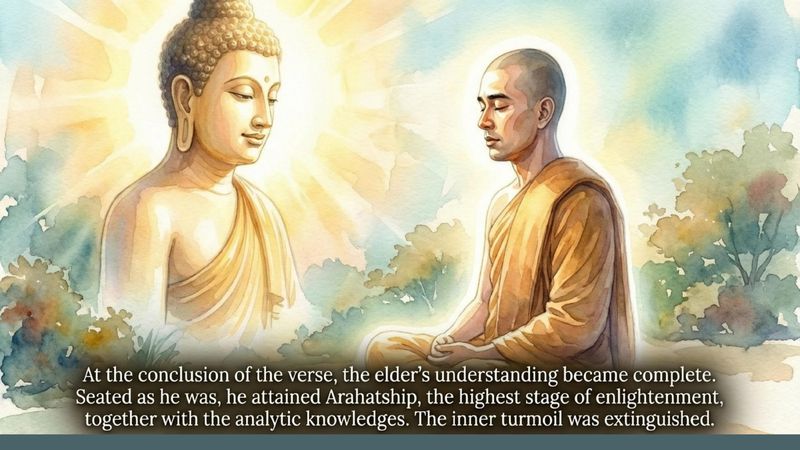 At the conclusion of the verse, the elder’s understanding became complete.
Seated as he was, he attained Arahatship, the highest stage of enlightenment,
together with the analytic knowledges. The inner turmoil was extinguished.